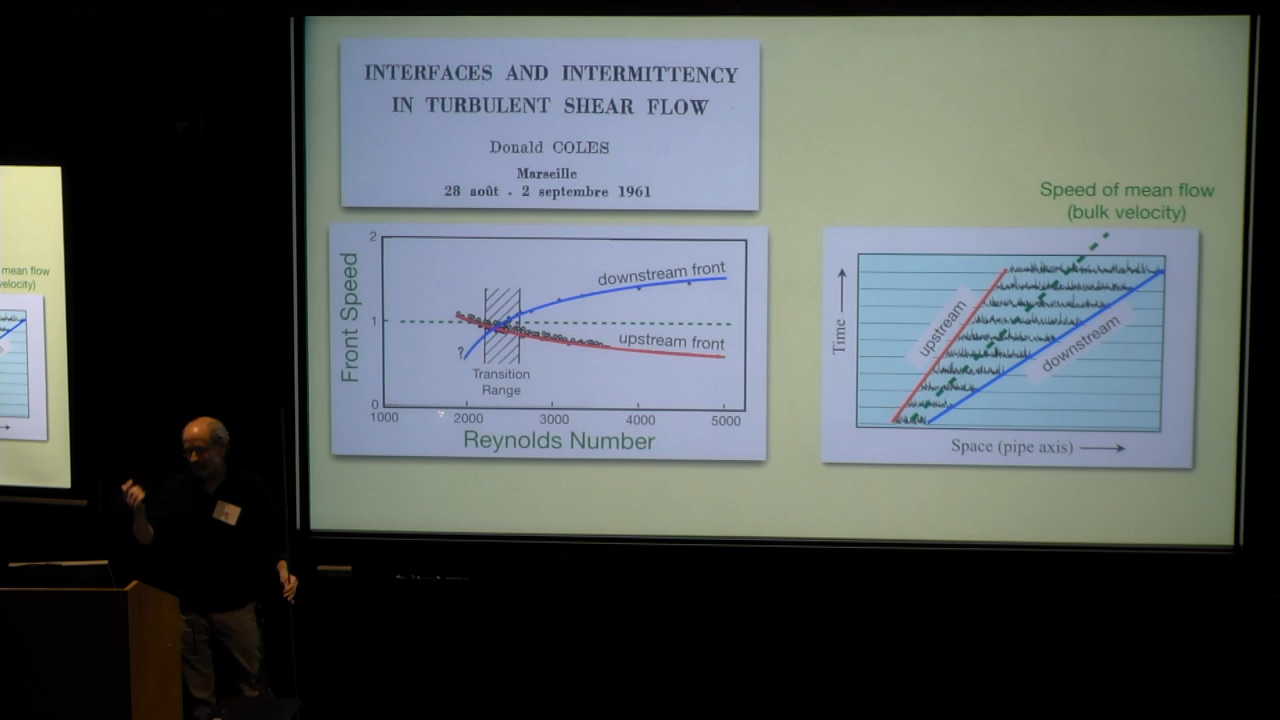 INTERFACES AND INTERMITTENCY
IN TURBULENT SHEAR FLOW
Donald COLES
Marseille
28 août - 2 septembre 1961
Front Speed
2
1
0
downstream front
upstream front
?
Transition
Range
1000
2000
3000
4000
5000
Reynolds Number
Speed of mean flow
(bulk velocity)
Time
upstream
downstream
Space (pipe axis)
mean flow
velocity)